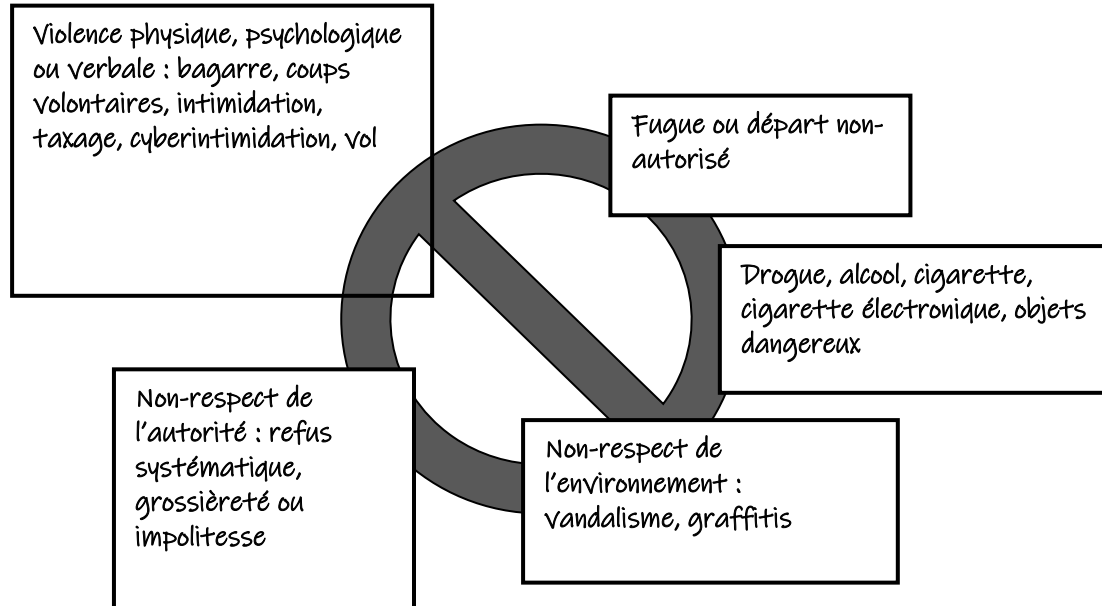 Violence physique, psychologique
ou verbale : bagarre, coups
volontaires, intimidation,
taxage, cyberintimidation, vol
Fugue ou départ non-
autorisé
Drogue, alcool, cigarette,
cigarette électronique, objets
dangereux
Non-respect de
l'autorité : refus
systématique,
grossièreté ou
impolitesse
Non-respect de
l'environnement :
vandalisme, graffitis